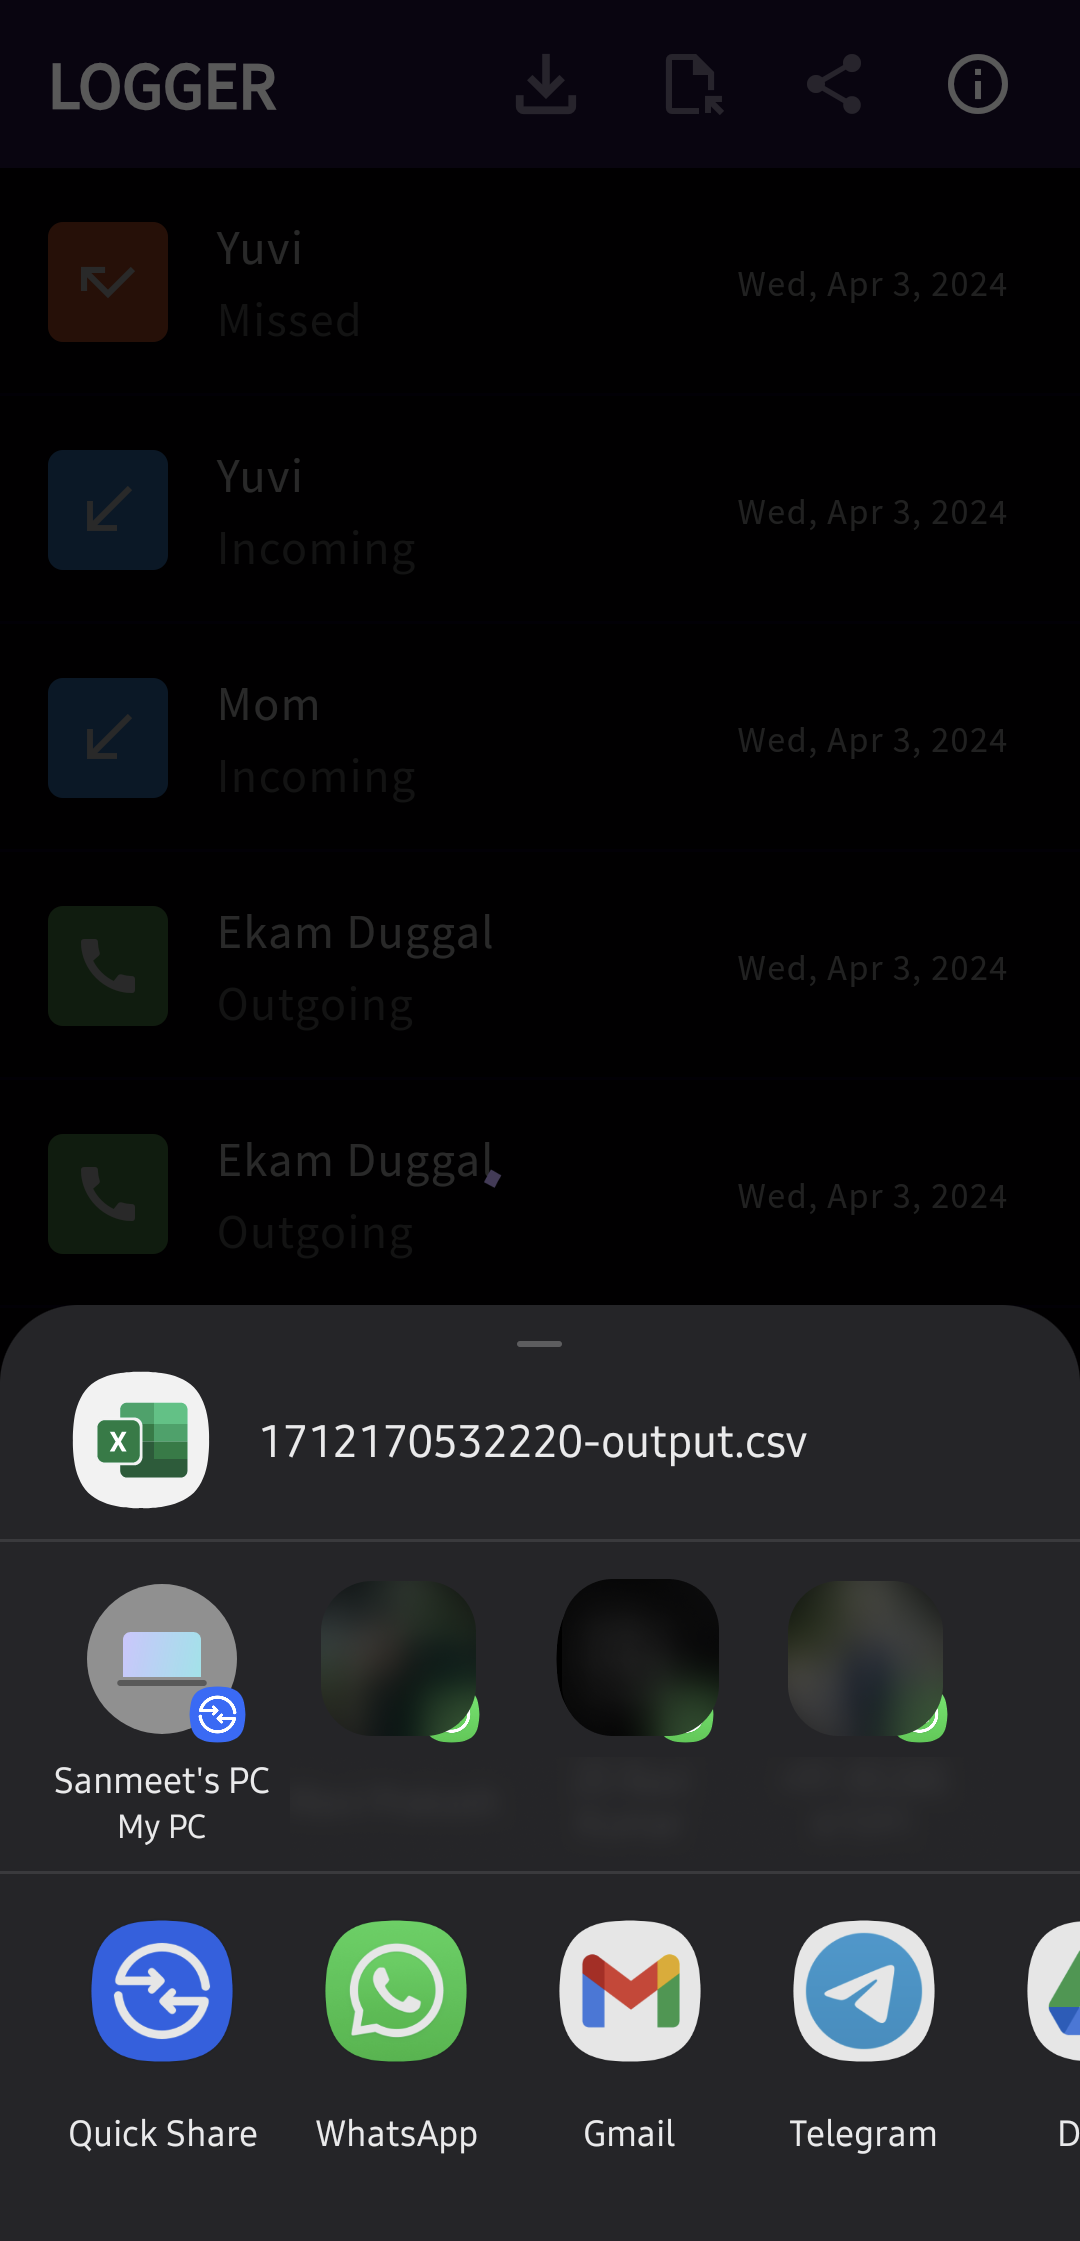 LOGGER
Yuvi
Missed
Wed, Apr 3, 2024
Yuvi
Incoming
Wed, Apr 3, 2024
Mom
Incoming
Wed, Apr 3, 2024
Ekam Duggal
Outgoing
Wed, Apr 3, 2024
Ekam Duggal
Outgoing
Wed, Apr 3, 2024
X
1712170532220-output.csv
Sanmeet's PC
My PC
Quick Share
WhatsApp
Gmail
Telegram
D